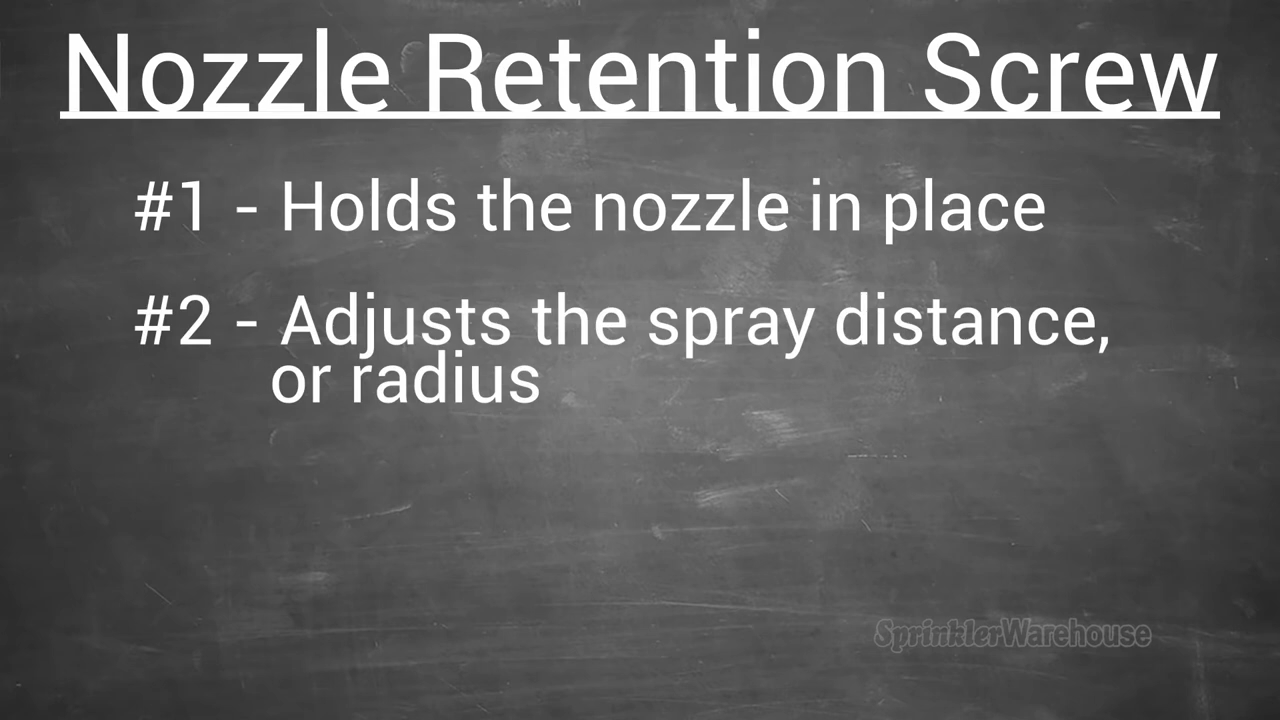 Nozzle Retention Screw
#1 - Holds the nozzle in place
#2 - Adjusts the spray distance,
or radius
SprinklerWarehouse